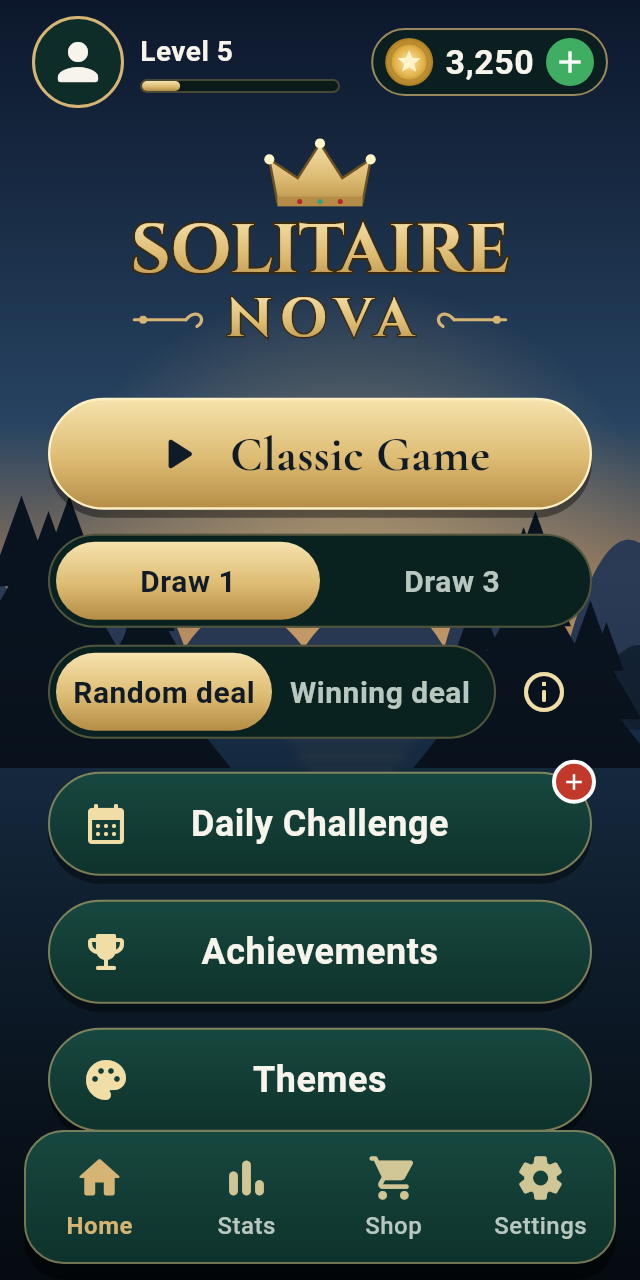 Level 5
3,250
SOLITAIRE
NOVA
Classic Game
Draw 1
Draw 3
Random deal
Winning deal
Daily Challenge
Achievements
Themes
Home
Stats
Shop
Settings